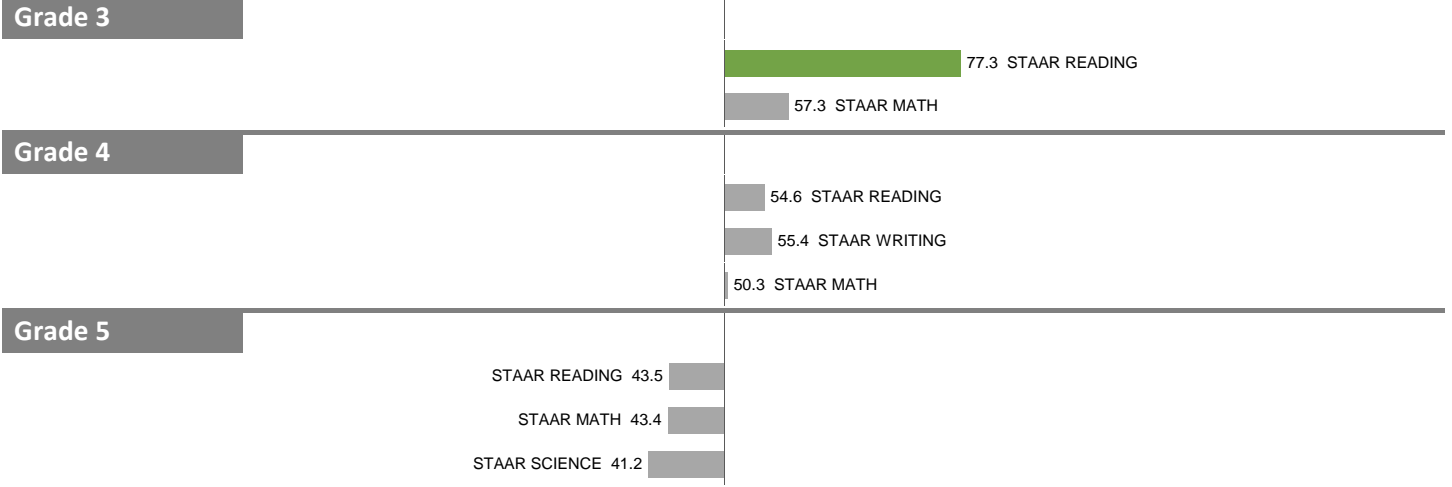 Grade 3
77.3 STAAR READING
57.3 STAAR MATH
Grade 4
54.6 STAAR READING
55.4 STAAR WRITING
50.3 STAAR MATH
Grade 5
STAAR READING 43.5
STAAR MATH 43.4
STAAR SCIENCE 41.2